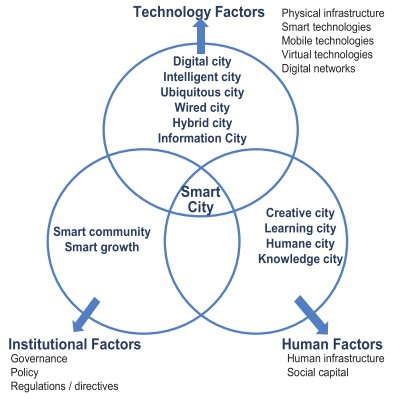 Technology Factors
Physical infrastructure
Smart technologies
Mobile technologies
Virtual technologies
Digital networks
Digital city
Intelligent city
Ubiquitous city
Wired city
Hybrid city
Information City
Smart
City
Smart community
Smart growth
Creative city
Learning city
Humane city
Knowledge city
Institutional Factors
Governance
Policy
Regulations / directives
Human Factors
Human infrastructure
Social capital